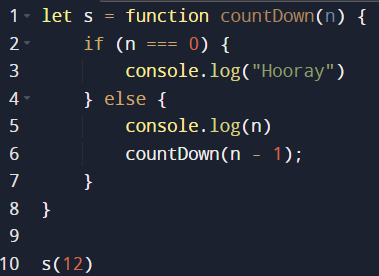 1 let s = function countDown(n) {
2     if (n === 0) {
3         console.log("Hooray")
4     } else {
5         console.log(n)
6         countDown(n - 1);
7     }
8 }
9
10 s(12)